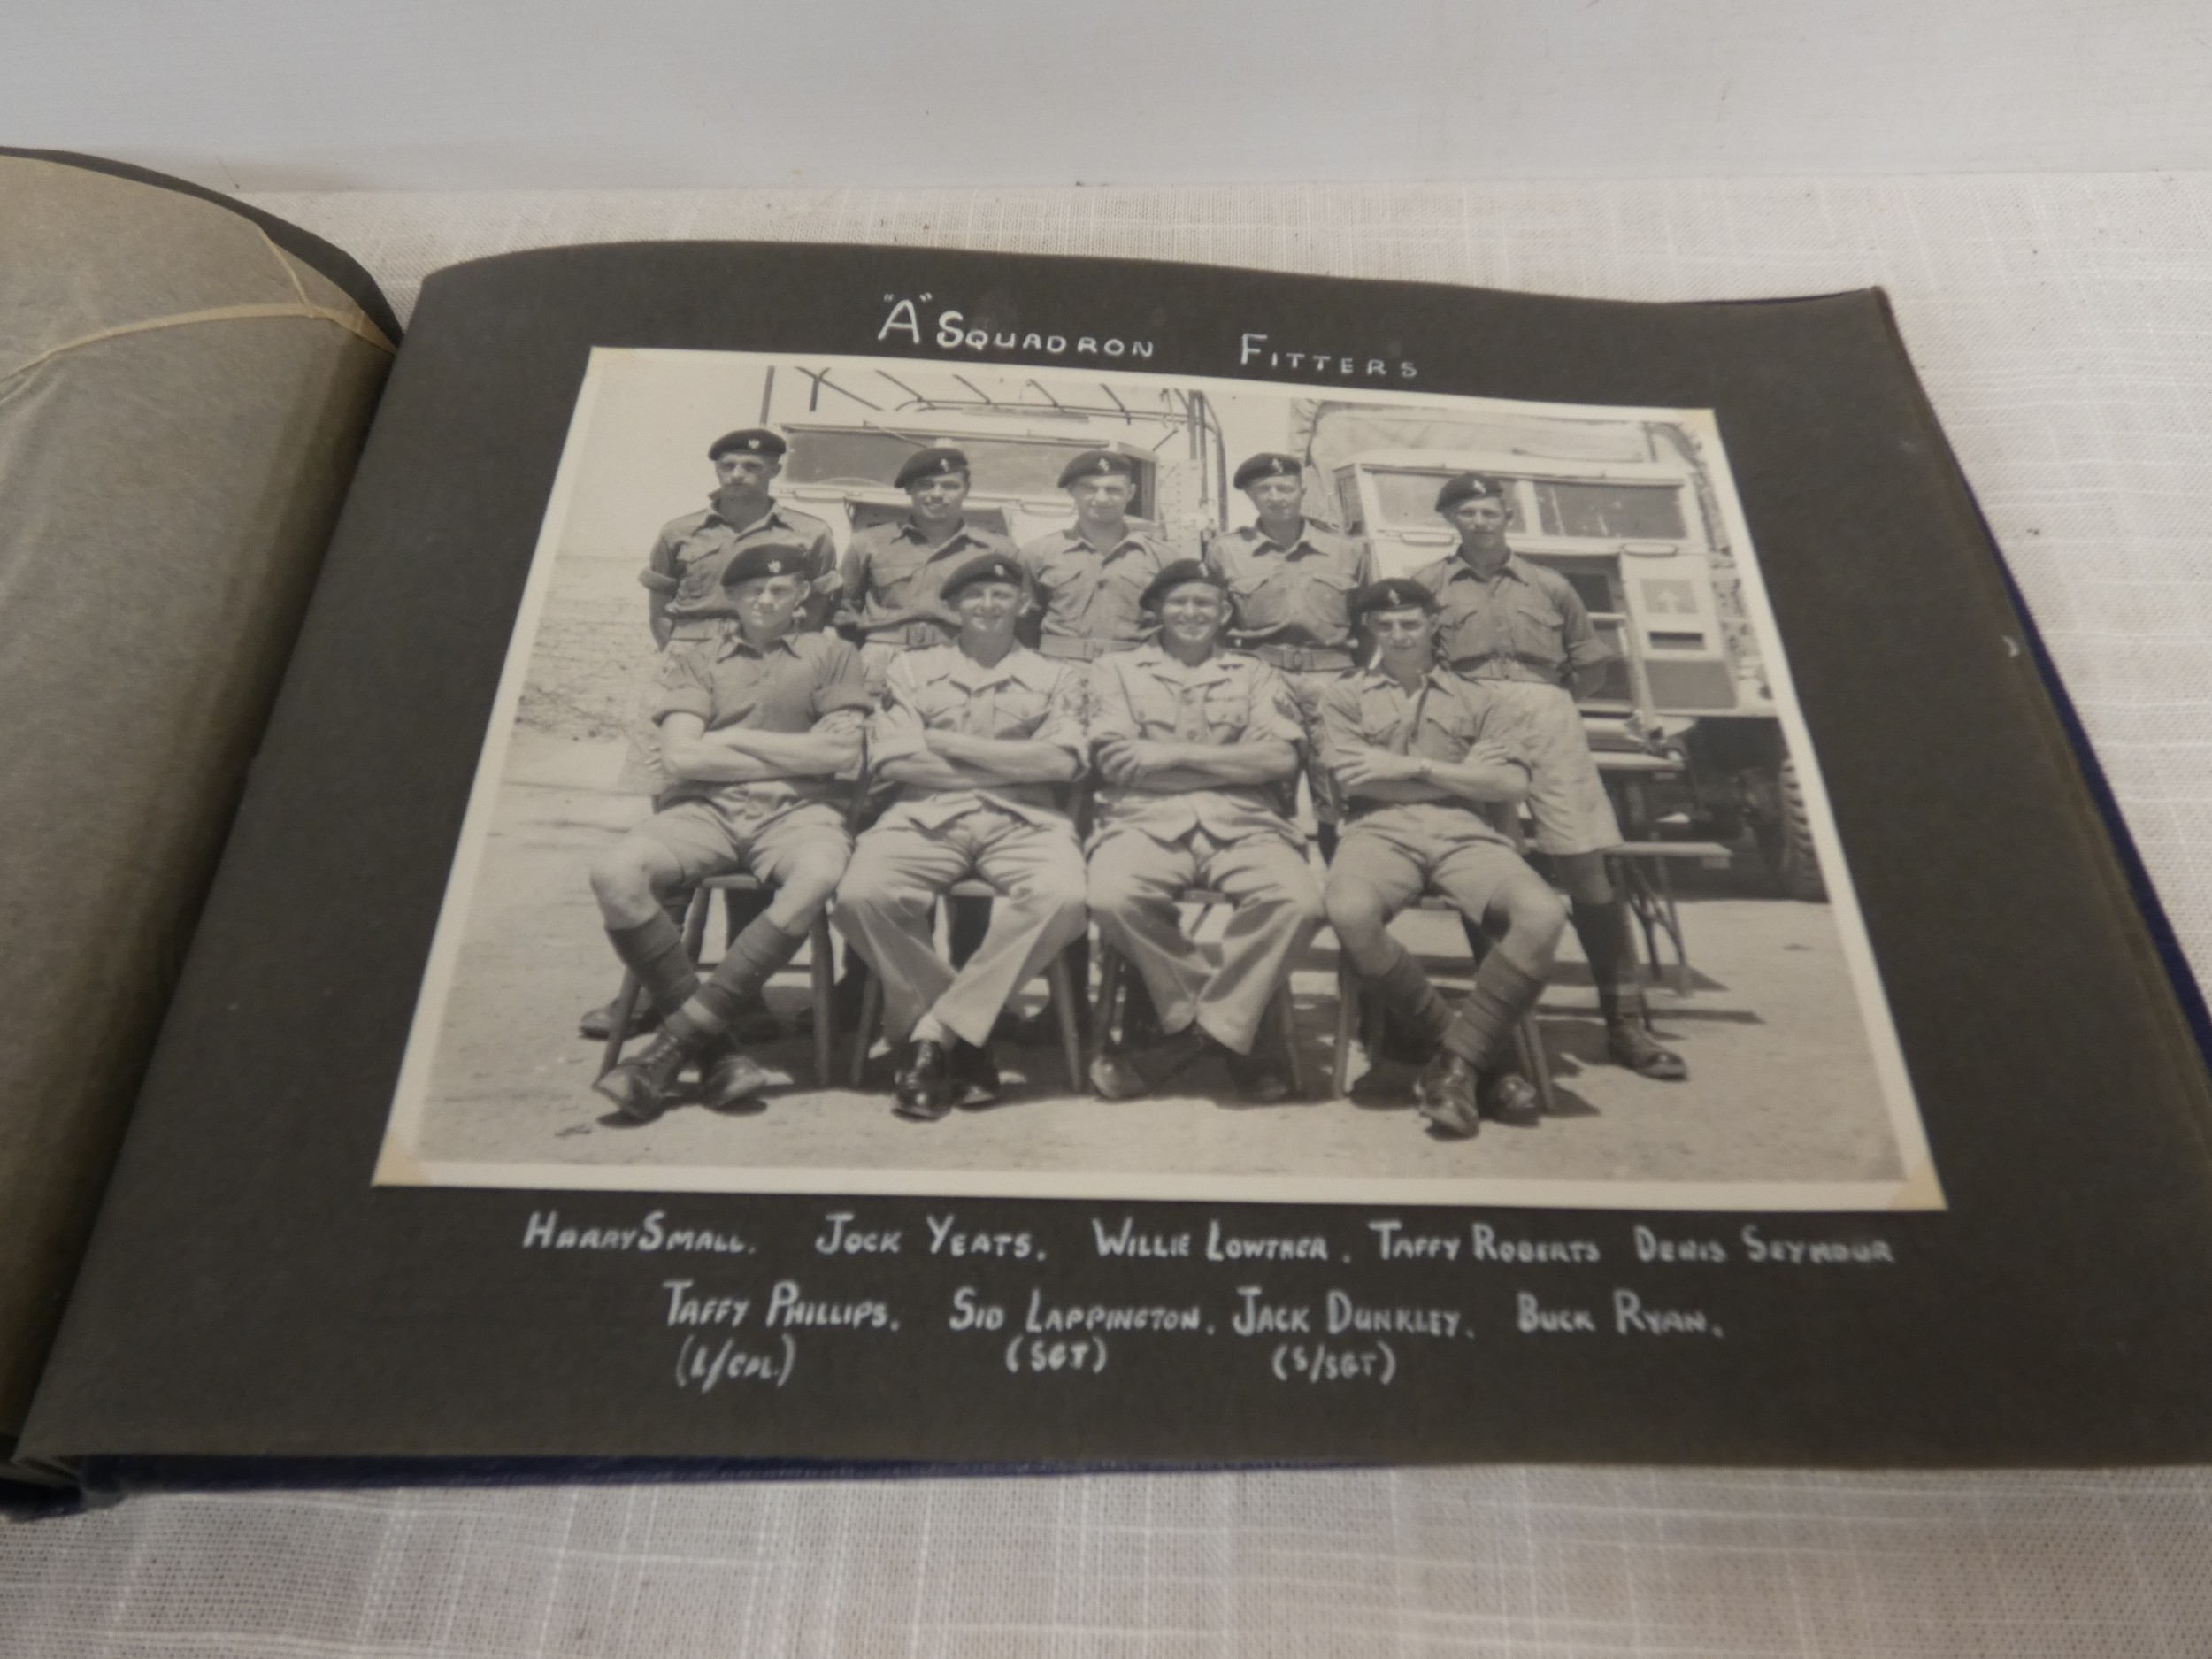 "A" SQUADRON FITTERS
HARRY SMALL. JOCK YEATS. WILLIE LOWTHER. TAFFY ROBERTS DENIS SEYMOUR
TAFFY PHILLIPS. SID LAPPINGTON. JACK DUNKLEY. BUCK RYAN.
(L/CPL.) (SGT) (S/SGT)